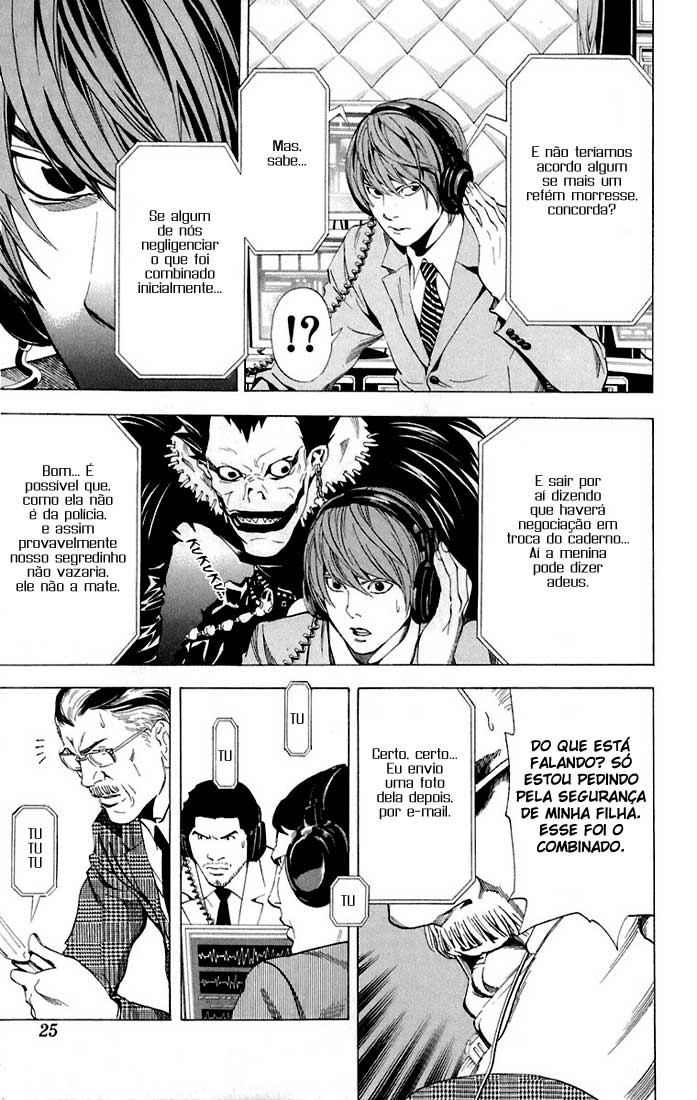 E não teríamos
acordo algum
se mais um
refém morresse,
concorda?
Mas,
sabe...
!?
Se algum
de nós
negligenciar
o que foi
combinado
inicialmente...
E sair por
aí dizendo
que haverá
negociação em
troca do caderno...
Aí a menina
pode dizer
adeus.
KUKUKU...
Bom... É
possível que,
como ela não
é da polícia,
e assim
provavelmente
nosso segredinho
não vazaria,
ele não a mate.
DO QUE ESTÁ
FALANDO? SÓ
ESTOU PEDINDO
PELA SEGURANÇA
DE MINHA FILHA.
ESSE FOI O
COMBINADO.
Certo, certo...
Eu envio
uma foto
dela depois,
por e-mail.
TU
TU
TU
TU
TU
TU
25